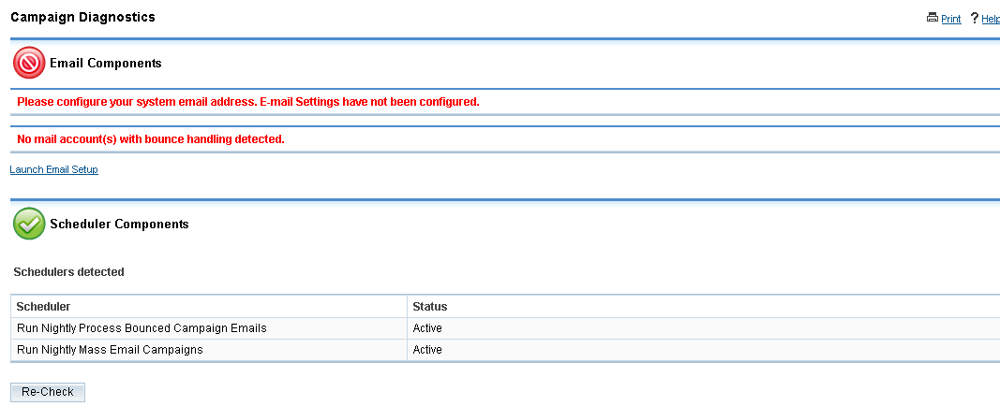 Campaign Diagnostics
Print ? Help
Email Components
Please configure your system email address. E-mail Settings have not been configured.
No mail account(s) with bounce handling detected.
Launch Email Setup
Scheduler Components
Schedulers detected
Scheduler Status
Run Nightly Process Bounced Campaign Emails Active
Run Nightly Mass Email Campaigns Active
Re-Check